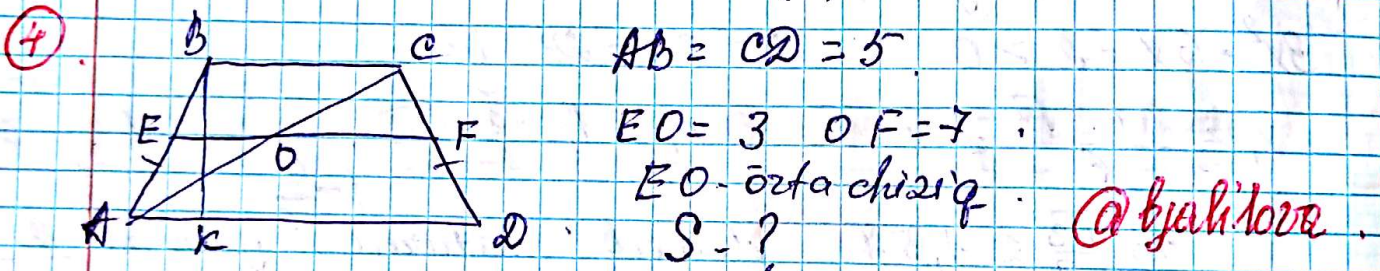 4.
B C
E O F
A K D
AB = CD = 5.
EO = 3 OF = 7.
EO - o'rta chiziq.
S - ?
@bjalilova.